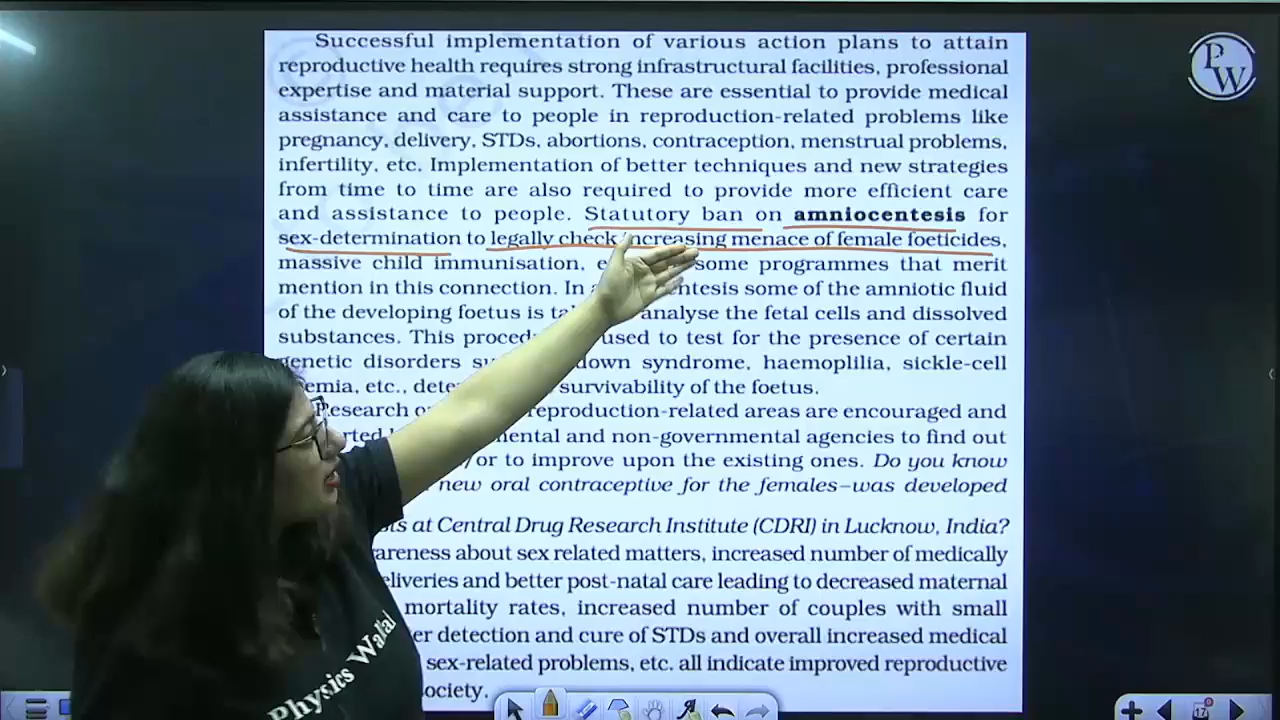 Successful implementation of various action plans to attain
reproductive health requires strong infrastructural facilities, professional
expertise and material support. These are essential to provide medical
assistance and care to people in reproduction-related problems like
pregnancy, delivery, STDs, abortions, contraception, menstrual problems,
infertility, etc. Implementation of better techniques and new strategies
from time to time are also required to provide more efficient care
and assistance to people. Statutory ban on amniocentesis for
sex-determination to legally check increasing menace of female foeticides,
massive child immunisation, some programmes that merit
mention in this connection. In some of the amniotic fluid
of the developing foetus is analyse the fetal cells and dissolved
substances. This used to test for the presence of certain
genetic disorders down syndrome, haemoplilia, sickle-cell
etc., survivability of the foetus.
Research reproduction-related areas are encouraged and
and non-governmental agencies to find out
/or to improve upon the existing ones. Do you know
new oral contraceptive for the females–was developed
at Central Drug Research Institute (CDRI) in Lucknow, India?
about sex related matters, increased number of medically
and better post-natal care leading to decreased maternal
mortality rates, increased number of couples with small
detection and cure of STDs and overall increased medical
sex-related problems, etc. all indicate improved reproductive
PW
Physics Wallah
17